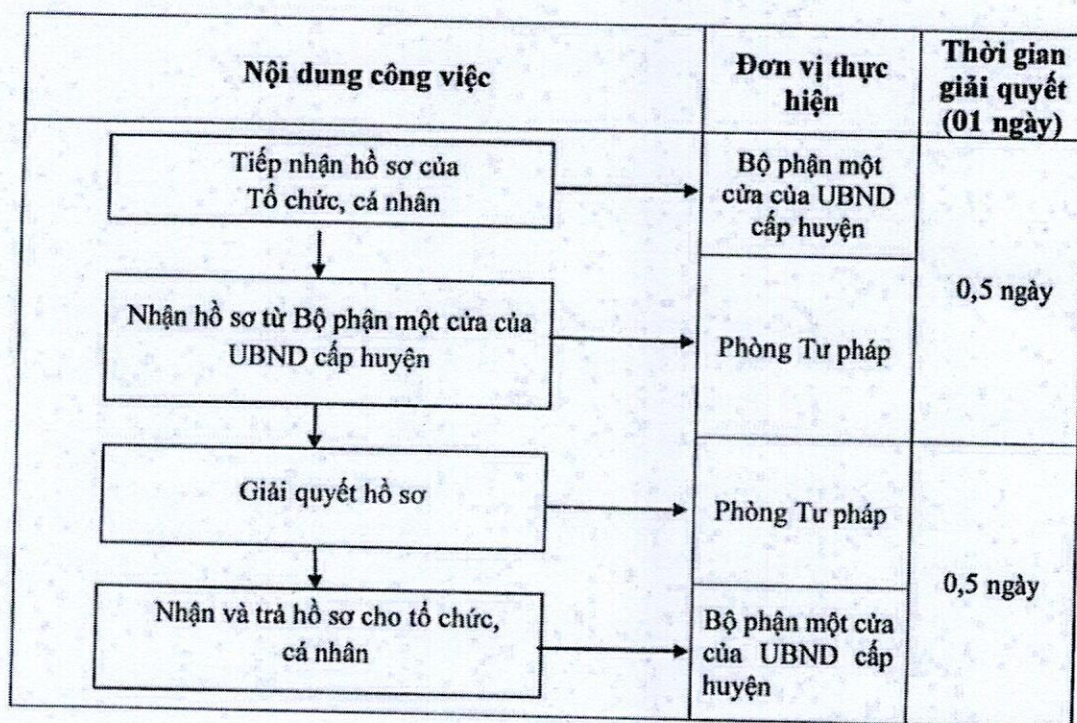 Nội dung công việc
Đơn vị thực
hiện
Thời gian
giải quyết
(01 ngày)
Tiếp nhận hồ sơ của
Tổ chức, cá nhân
Bộ phận một
cửa của UBND
cấp huyện
0,5 ngày
Nhận hồ sơ từ Bộ phận một cửa của
UBND cấp huyện
Phòng Tư pháp
Giải quyết hồ sơ
Phòng Tư pháp
0,5 ngày
Nhận và trả hồ sơ cho tổ chức,
cá nhân
Bộ phận một cửa
của UBND cấp
huyện